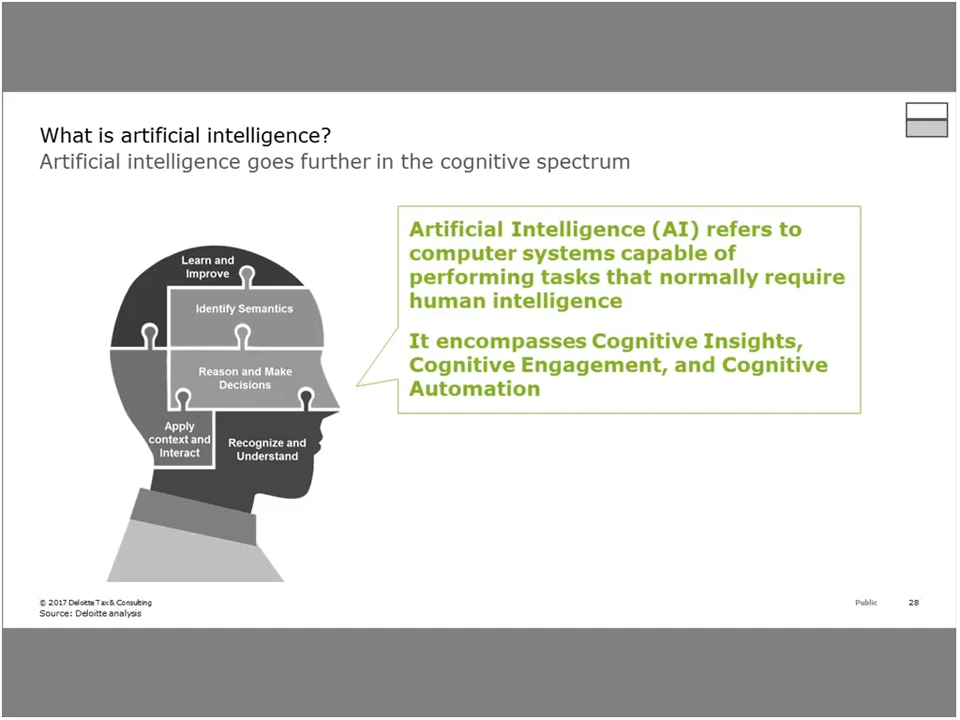 What is artificial intelligence?
Artificial intelligence goes further in the cognitive spectrum
Learn and
Improve
Identify Semantics
Reason and Make
Decisions
Apply
context and
Interact
Recognize and
Understand
Artificial Intelligence (AI) refers to
computer systems capable of
performing tasks that normally require
human intelligence
It encompasses Cognitive Insights,
Cognitive Engagement, and Cognitive
Automation
© 2017 Deloitte Tax & Consulting
Source: Deloitte analysis
Public 28